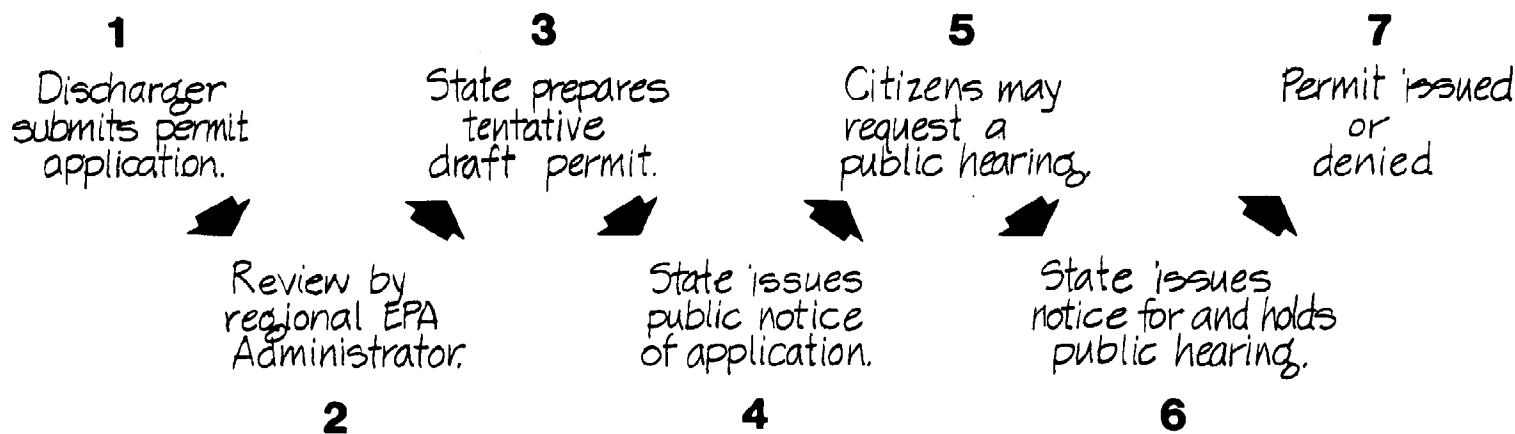 1
Discharger
submits permit
application.
2
Review by
regional EPA
Administrator.
3
State prepares
tentative
draft permit.
4
State issues
public notice
of application.
5
Citizens may
request a
public hearing.
6
State issues
notice for and holds
public hearing.
7
Permit issued
or
denied